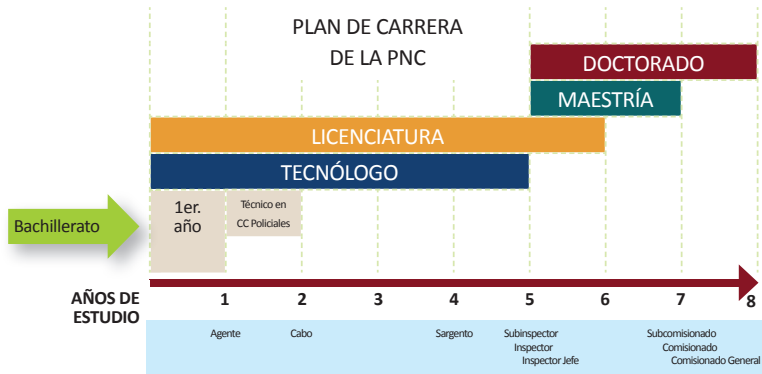 PLAN DE CARRERA
DE LA PNC
DOCTORADO
MAESTRÍA
LICENCIATURA
TECNÓLOGO
Bachillerato
1er.
año
Técnico en
CC Policiales
AÑOS DE
ESTUDIO
1 2 3 4 5 6 7 8
Agente Cabo Sargento Subinspector Subcomisionado
Inspector Comisionado
Inspector Jefe Comisionado General